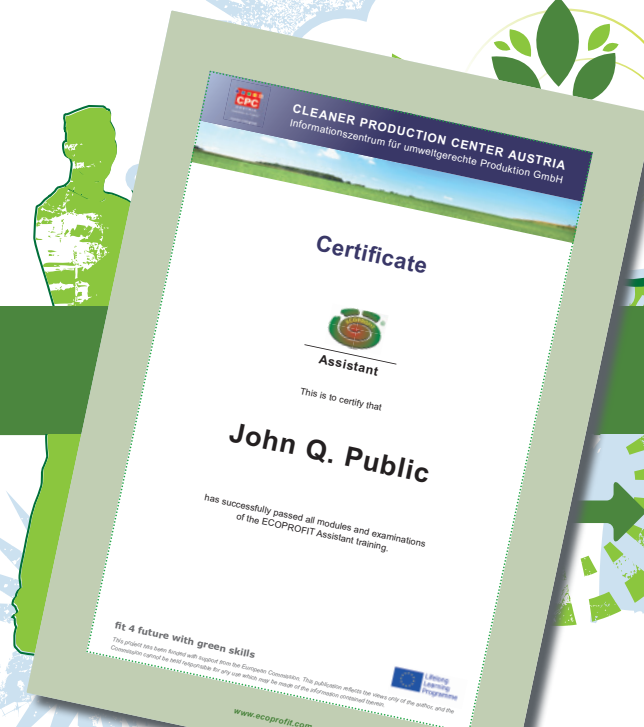 CPC
CLEANER PRODUCTION CENTER AUSTRIA
Informationszentrum für umweltgerechte Produktion GmbH
Certificate
ECOPROFIT
®
Assistant
This is to certify that
John Q. Public
has successfully passed all modules and examinations
of the ECOPROFIT Assistant training.
fit 4 future with green skills
This project has been funded with support from the European Commission. This publication reflects the views only of the author, and the
Commission cannot be held responsible for any use which may be made of the information contained therein.
Lifelong
Learning
Programme
www.ecoprofit.com